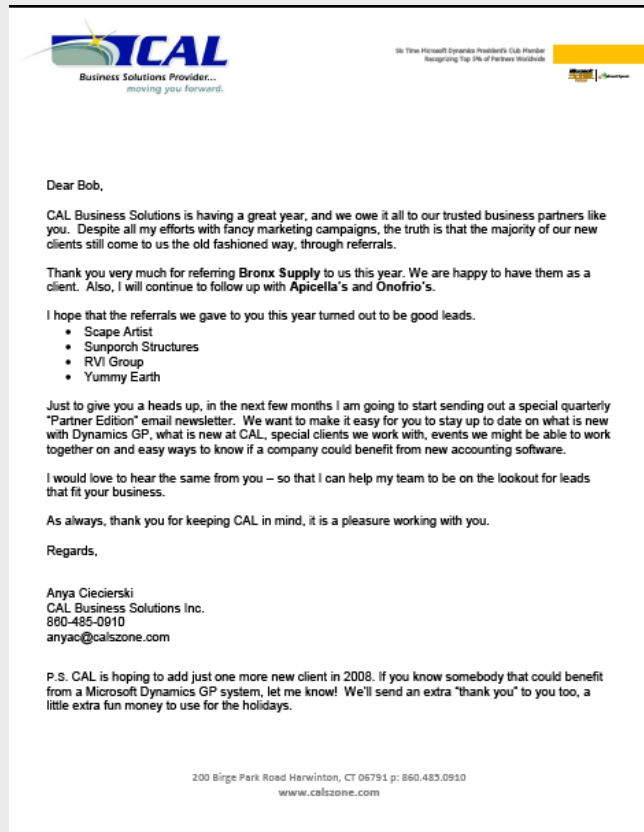 CAL
Business Solutions Provider...
moving you forward.
Six Time Microsoft Dynamics President's Club Member
Recognizing Top 5% of Partners Worldwide
Dear Bob,
CAL Business Solutions is having a great year, and we owe it all to our trusted business partners like
you.  Despite all my efforts with fancy marketing campaigns, the truth is that the majority of our new
clients still come to us the old fashioned way, through referrals.
Thank you very much for referring Bronx Supply to us this year. We are happy to have them as a
client.  Also, I will continue to follow up with Apicella's and Onofrio's.
I hope that the referrals we gave to you this year turned out to be good leads.
• Scape Artist
• Sunporch Structures
• RVI Group
• Yummy Earth
Just to give you a heads up, in the next few months I am going to start sending out a special quarterly
"Partner Edition" email newsletter.  We want to make it easy for you to stay up to date on what is new
with Dynamics GP, what is new at CAL, special clients we work with, events we might be able to work
together on and easy ways to know if a company could benefit from new accounting software.
I would love to hear the same from you – so that I can help my team to be on the lookout for leads
that fit your business.
As always, thank you for keeping CAL in mind, it is a pleasure working with you.
Regards,
Anya Ciecierski
CAL Business Solutions Inc.
860-485-0910
anyac@calszone.com
P.S. CAL is hoping to add just one more new client in 2008. If you know somebody that could benefit
from a Microsoft Dynamics GP system, let me know!  We'll send an extra "thank you" to you too, a
little extra fun money to use for the holidays.
200 Birge Park Road Harwinton, CT 06791 p: 860.485.0910
www.calszone.com